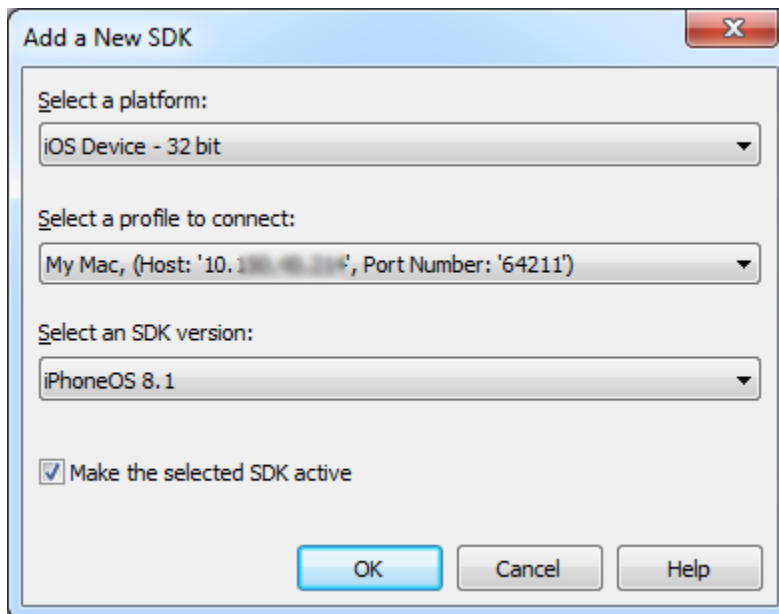 Add a New SDK
Select a platform:
iOS Device - 32 bit
Select a profile to connect:
My Mac, (Host: '10. ', Port Number: '64211')
Select an SDK version:
iPhoneOS 8.1
Make the selected SDK active
OK Cancel Help